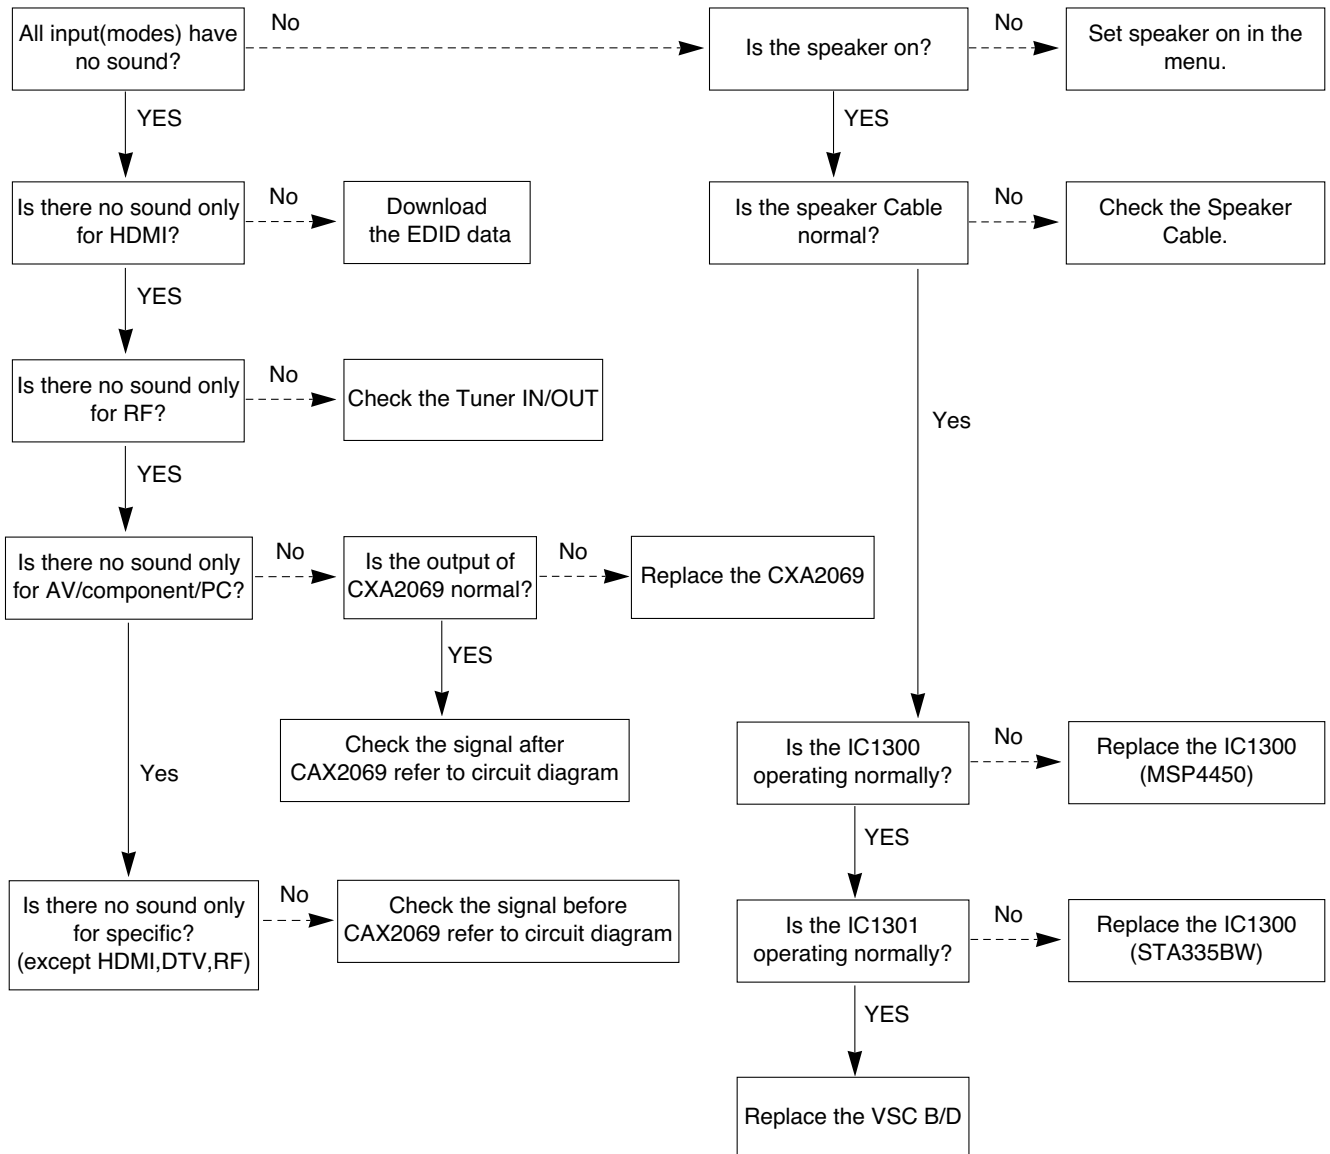 All input(modes) have
no sound?
No
Is the speaker on?
No
Set speaker on in the
menu.
YES
YES
Is there no sound only
for HDMI?
No
Download
the EDID data
Is the speaker Cable
normal?
No
Check the Speaker
Cable.
YES
Is there no sound only
for RF?
No
Check the Tuner IN/OUT
Yes
YES
Is there no sound only
for AV/component/PC?
No
Is the output of
CXA2069 normal?
No
Replace the CXA2069
YES
Check the signal after
CAX2069 refer to circuit diagram
Yes
Is the IC1300
operating normally?
No
Replace the IC1300
(MSP4450)
YES
Is there no sound only
for specific?
(except HDMI,DTV,RF)
No
Check the signal before
CAX2069 refer to circuit diagram
Is the IC1301
operating normally?
No
Replace the IC1300
(STA335BW)
YES
Replace the VSC B/D